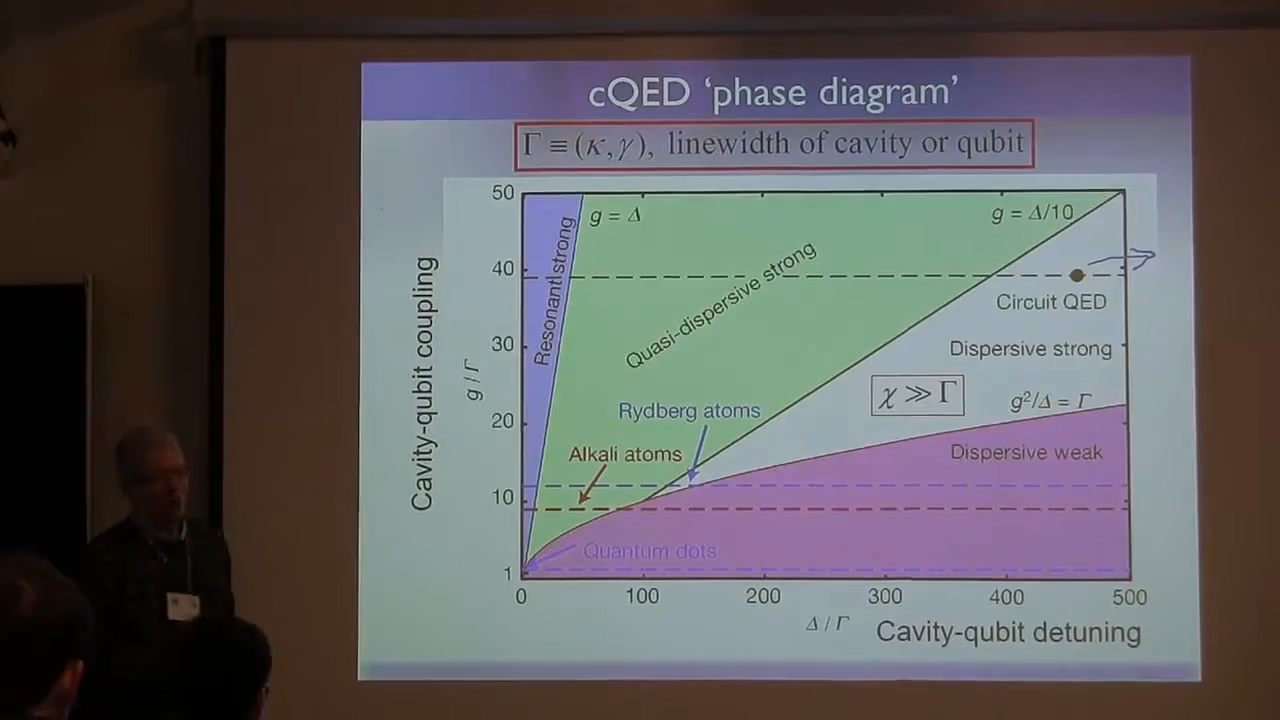 cQED ‘phase diagram’
Γ ≡ (κ, γ), linewidth of cavity or qubit
50
40
30
20
10
1
Cavity-qubit coupling
g / Γ
Resonant strong
g = Δ
Quasi-dispersive strong
g = Δ/10
Circuit QED
Dispersive strong
χ ≫ Γ
g²/Δ = Γ
Rydberg atoms
Alkali atoms
Dispersive weak
Quantum dots
0 100 200 300 400 500
Δ / Γ Cavity-qubit detuning